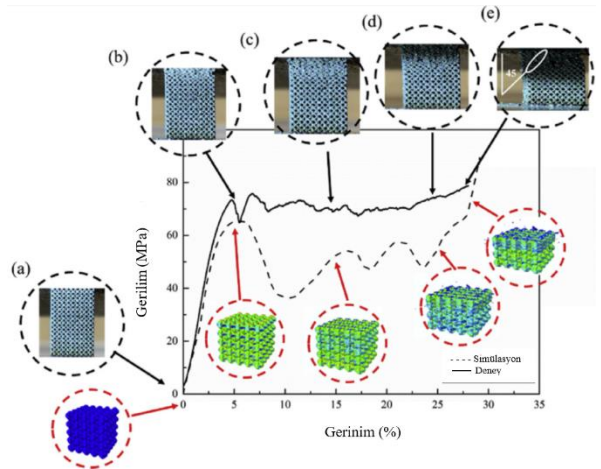 (b)
(c)
(d)
(e)
45
(a)
Gerilim (MPa)
80
60
40
20
0
0 5 10 15 20 25 30 35
Gerinim (%)
Simülasyon
Deney